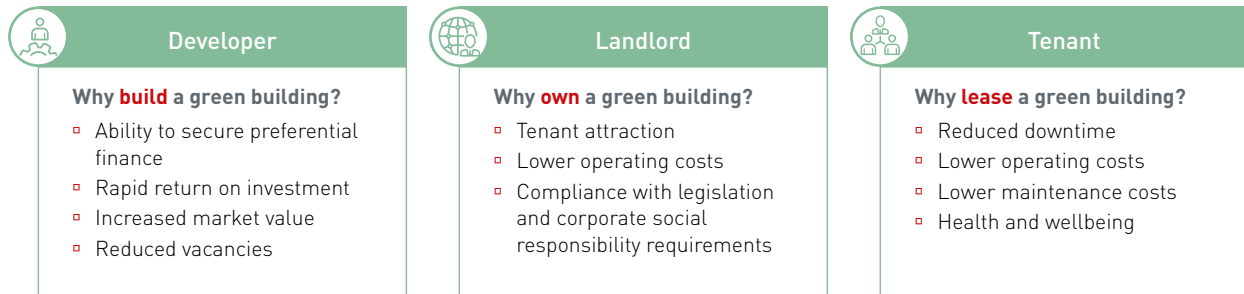 Developer
Why build a green building?
▫ Ability to secure preferential
finance
▫ Rapid return on investment
▫ Increased market value
▫ Reduced vacancies
Landlord
Why own a green building?
▫ Tenant attraction
▫ Lower operating costs
▫ Compliance with legislation
and corporate social
responsibility requirements
Tenant
Why lease a green building?
▫ Reduced downtime
▫ Lower operating costs
▫ Lower maintenance costs
▫ Health and wellbeing